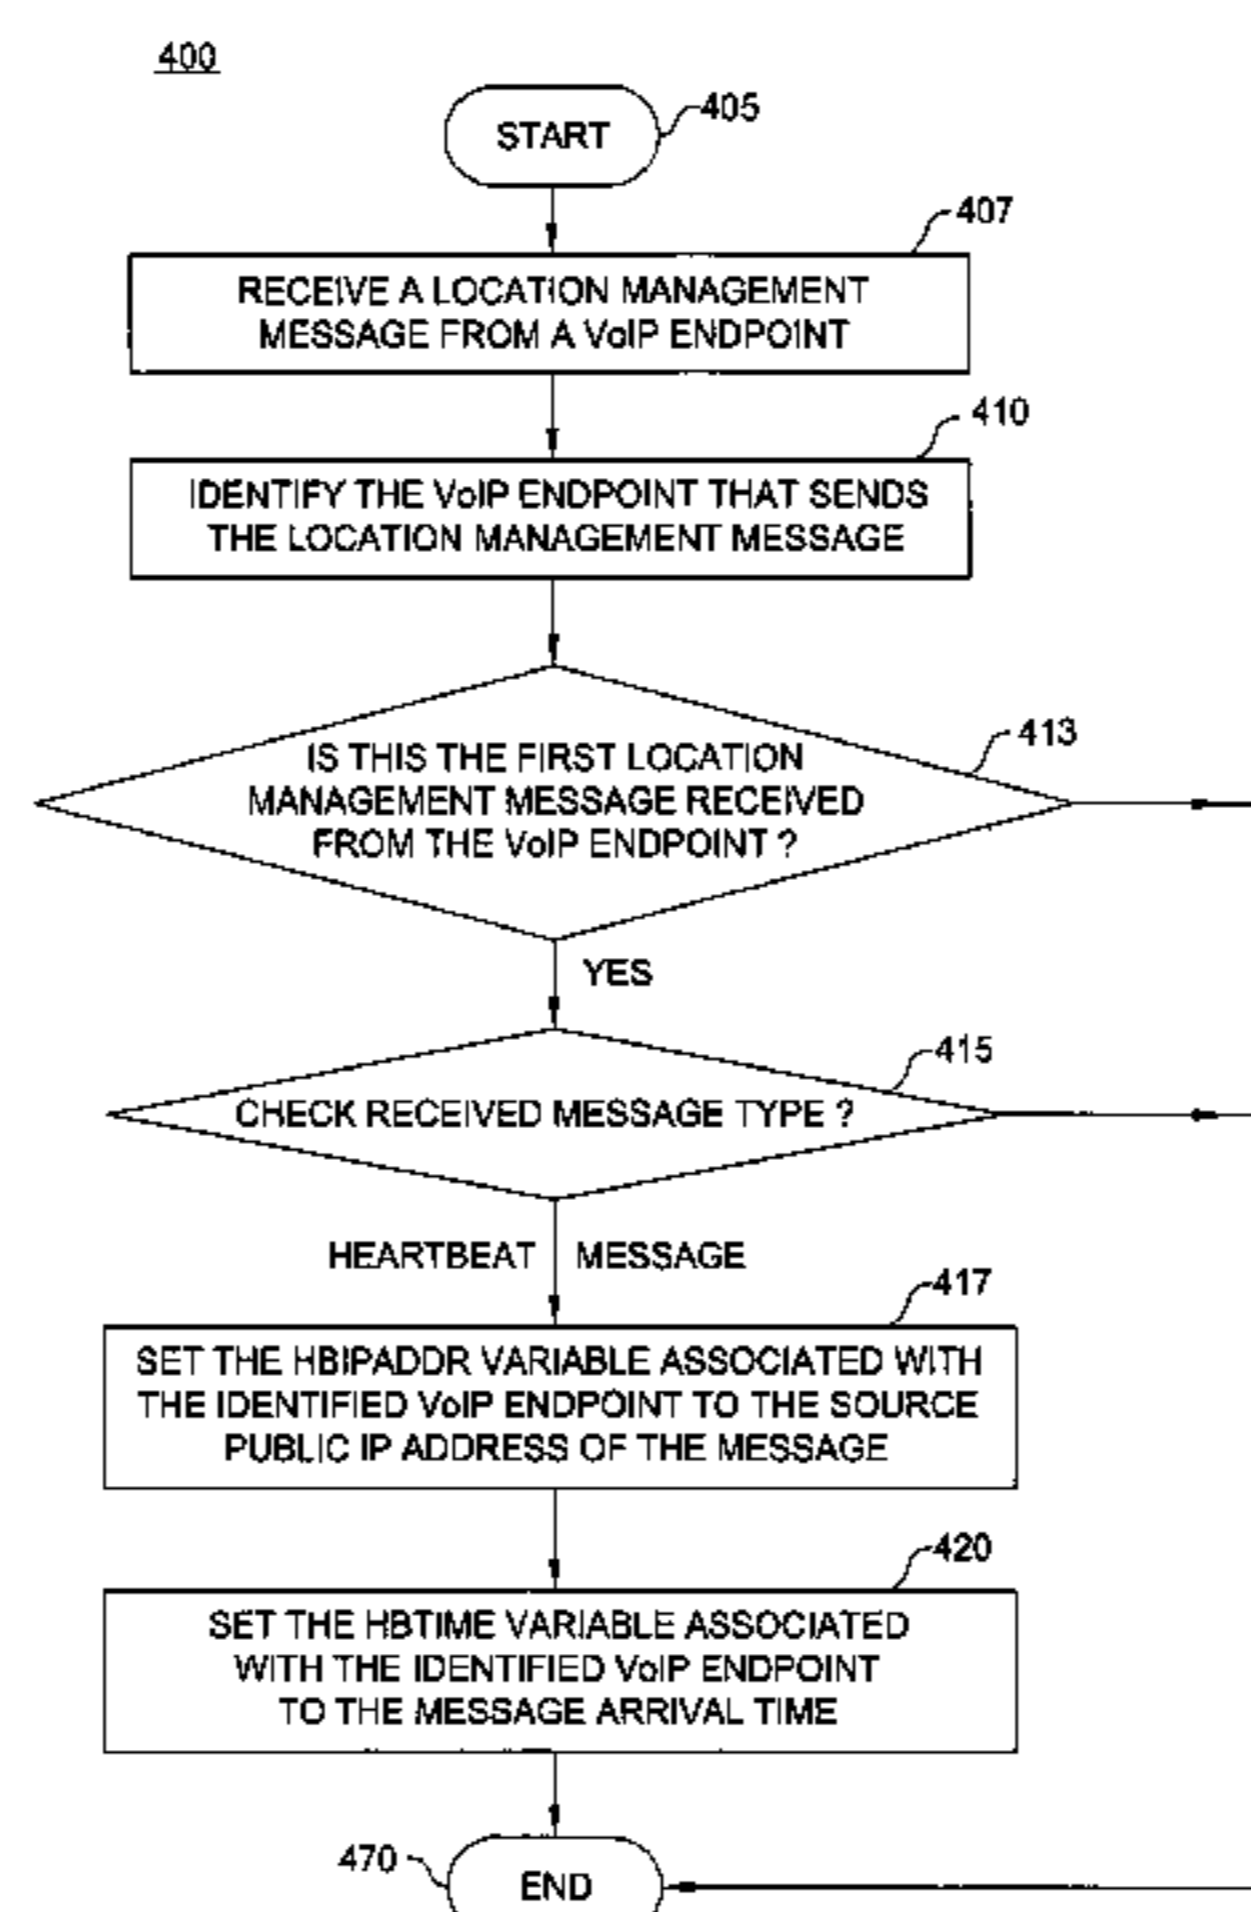 400
START
405
407
RECEIVE A LOCATION MANAGEMENT
MESSAGE FROM A VoIP ENDPOINT
410
IDENTIFY THE VoIP ENDPOINT THAT SENDS
THE LOCATION MANAGEMENT MESSAGE
413
IS THIS THE FIRST LOCATION
MANAGEMENT MESSAGE RECEIVED
FROM THE VoIP ENDPOINT ?
YES
415
CHECK RECEIVED MESSAGE TYPE ?
HEARTBEAT MESSAGE
417
SET THE HBIPADDR VARIABLE ASSOCIATED WITH
THE IDENTIFIED VoIP ENDPOINT TO THE SOURCE
PUBLIC IP ADDRESS OF THE MESSAGE
420
SET THE HBTIME VARIABLE ASSOCIATED
WITH THE IDENTIFIED VoIP ENDPOINT
TO THE MESSAGE ARRIVAL TIME
470
END